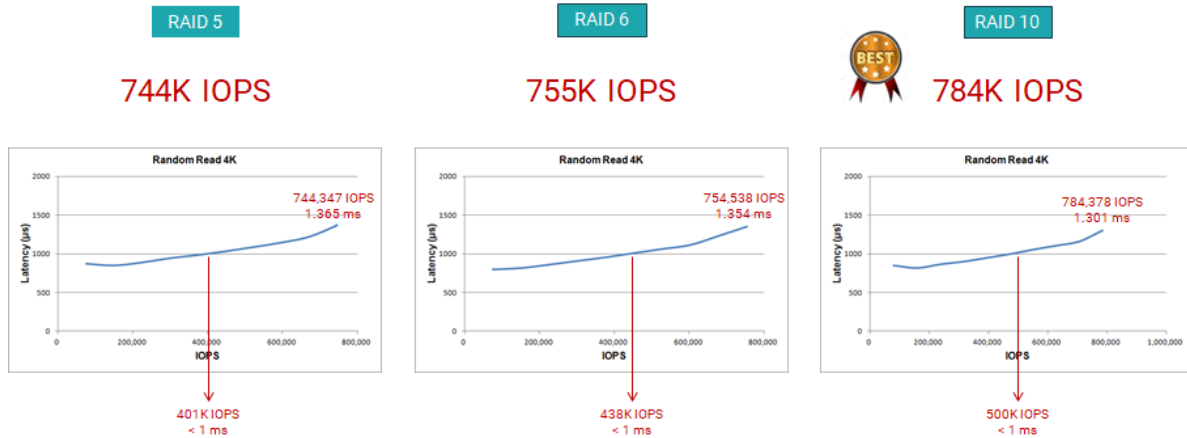 RAID 5
744K IOPS
Random Read 4K
2000
1500
1000
500
0
Latency (µs)
0
200,000
400,000
600,000
800,000
IOPS
744,347 IOPS
1.365 ms
401K IOPS
< 1 ms
RAID 6
755K IOPS
Random Read 4K
2000
1500
1000
500
0
Latency (µs)
0
200,000
400,000
600,000
800,000
IOPS
754,538 IOPS
1.354 ms
438K IOPS
< 1 ms
RAID 10
BEST
784K IOPS
Random Read 4K
2000
1500
1000
500
0
Latency (µs)
0
200,000
400,000
600,000
800,000
1,000,000
IOPS
784,378 IOPS
1.301 ms
500K IOPS
< 1 ms